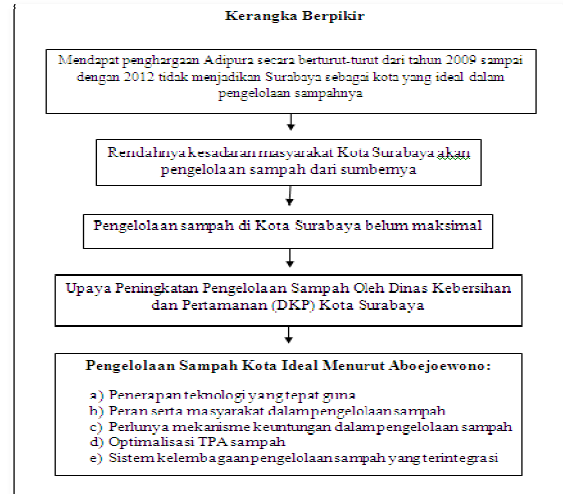 Kerangka Berpikir
Mendapat penghargaan Adipura secara berturut-turut dari tahun 2009 sampai
dengan 2012 tidak menjadikan Surabaya sebagai kota yang ideal dalam
pengelolaan sampahnya
Rendahnya kesadaran masyarakat Kota Surabaya akan
pengelolaan sampah dari sumbernya
Pengelolaan sampah di Kota Surabaya belum maksimal
Upaya Peningkatan Pengelolaan Sampah Oleh Dinas Kebersihan
dan Pertamanan (DKP) Kota Surabaya
Pengelolaan Sampah Kota Ideal Menurut Aboejoewono:
a) Penerapan teknologi yang tepat guna
b) Peran serta masyarakat dalam pengelolaan sampah
c) Perlunya mekanisme keuntungan dalam pengelolaan sampah
d) Optimalisasi TPA sampah
e) Sistem kelembagaan pengelolaan sampah yang terintegrasi